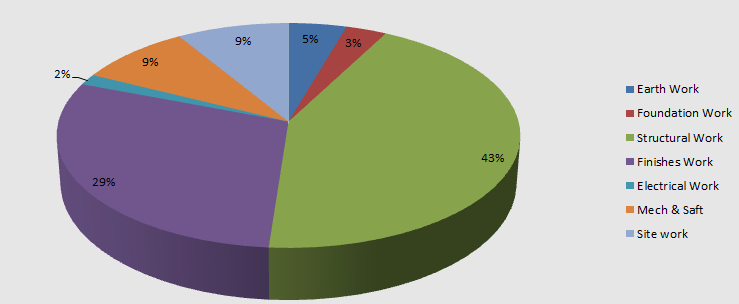 5%
3%
43%
29%
2%
9%
9%
Earth Work
Foundation Work
Structural Work
Finishes Work
Electrical Work
Mech & Saft
Site work